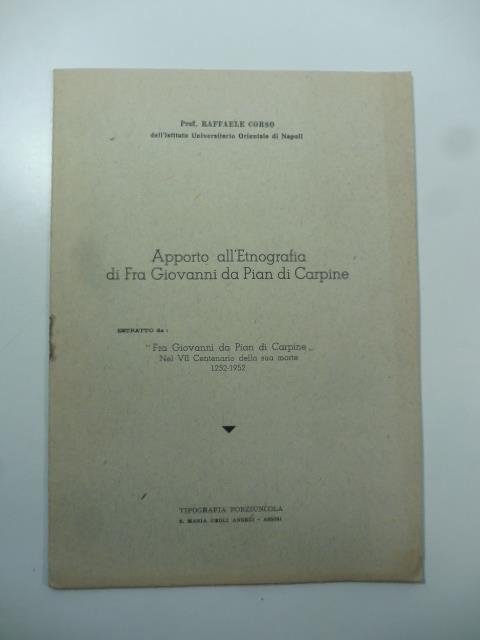 Prof. RAFFAELE CORSO
dell'Istituto Universitario Orientale di Napoli
Apporto all'Etnografia
di Fra Giovanni da Pian di Carpine
ESTRATTO da :
" Fra Giovanni da Pian di Carpine „
Nel VII Centenario della sua morte
1252-1952
TIPOGRAFIA PORZIUNCOLA
S. MARIA DEGLI ANGELI - ASSISI